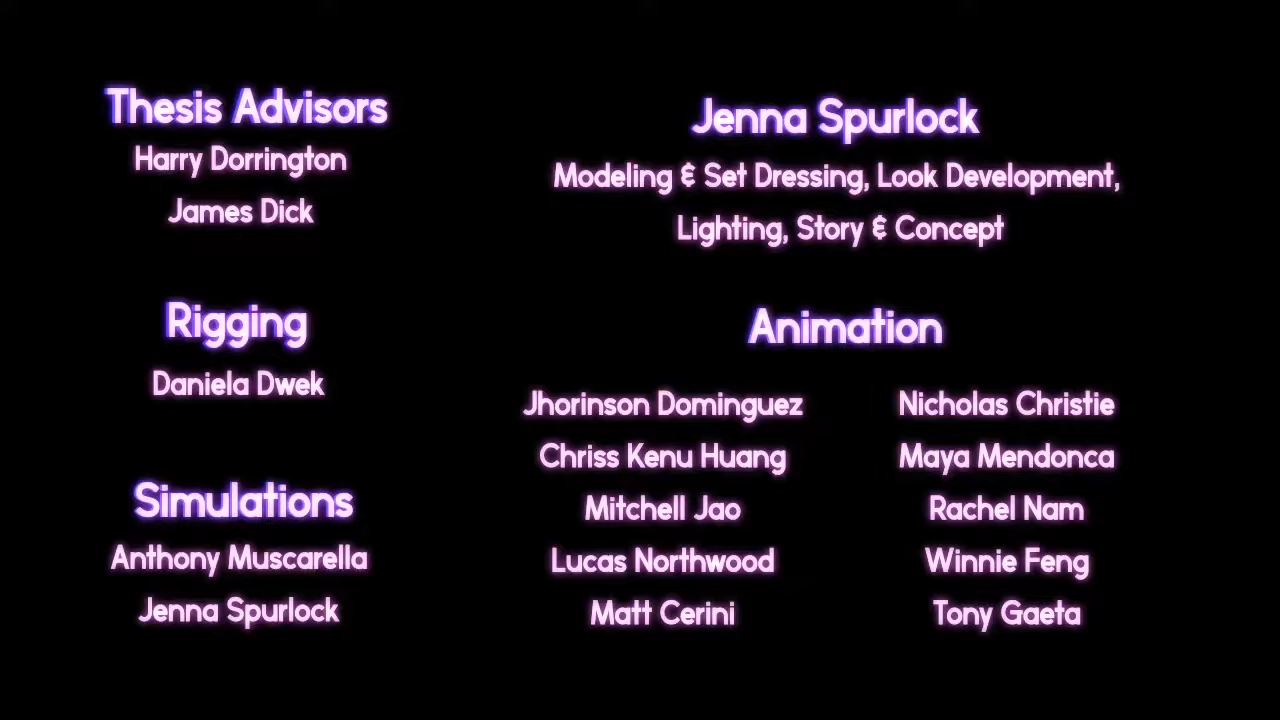 Thesis Advisors
Harry Dorrington
James Dick
Rigging
Daniela Dwek
Simulations
Anthony Muscarella
Jenna Spurlock
Jenna Spurlock
Modeling & Set Dressing, Look Development,
Lighting, Story & Concept
Animation
Jhorinson Dominguez
Chriss Kenu Huang
Mitchell Jao
Lucas Northwood
Matt Cerini
Nicholas Christie
Maya Mendonca
Rachel Nam
Winnie Feng
Tony Gaeta